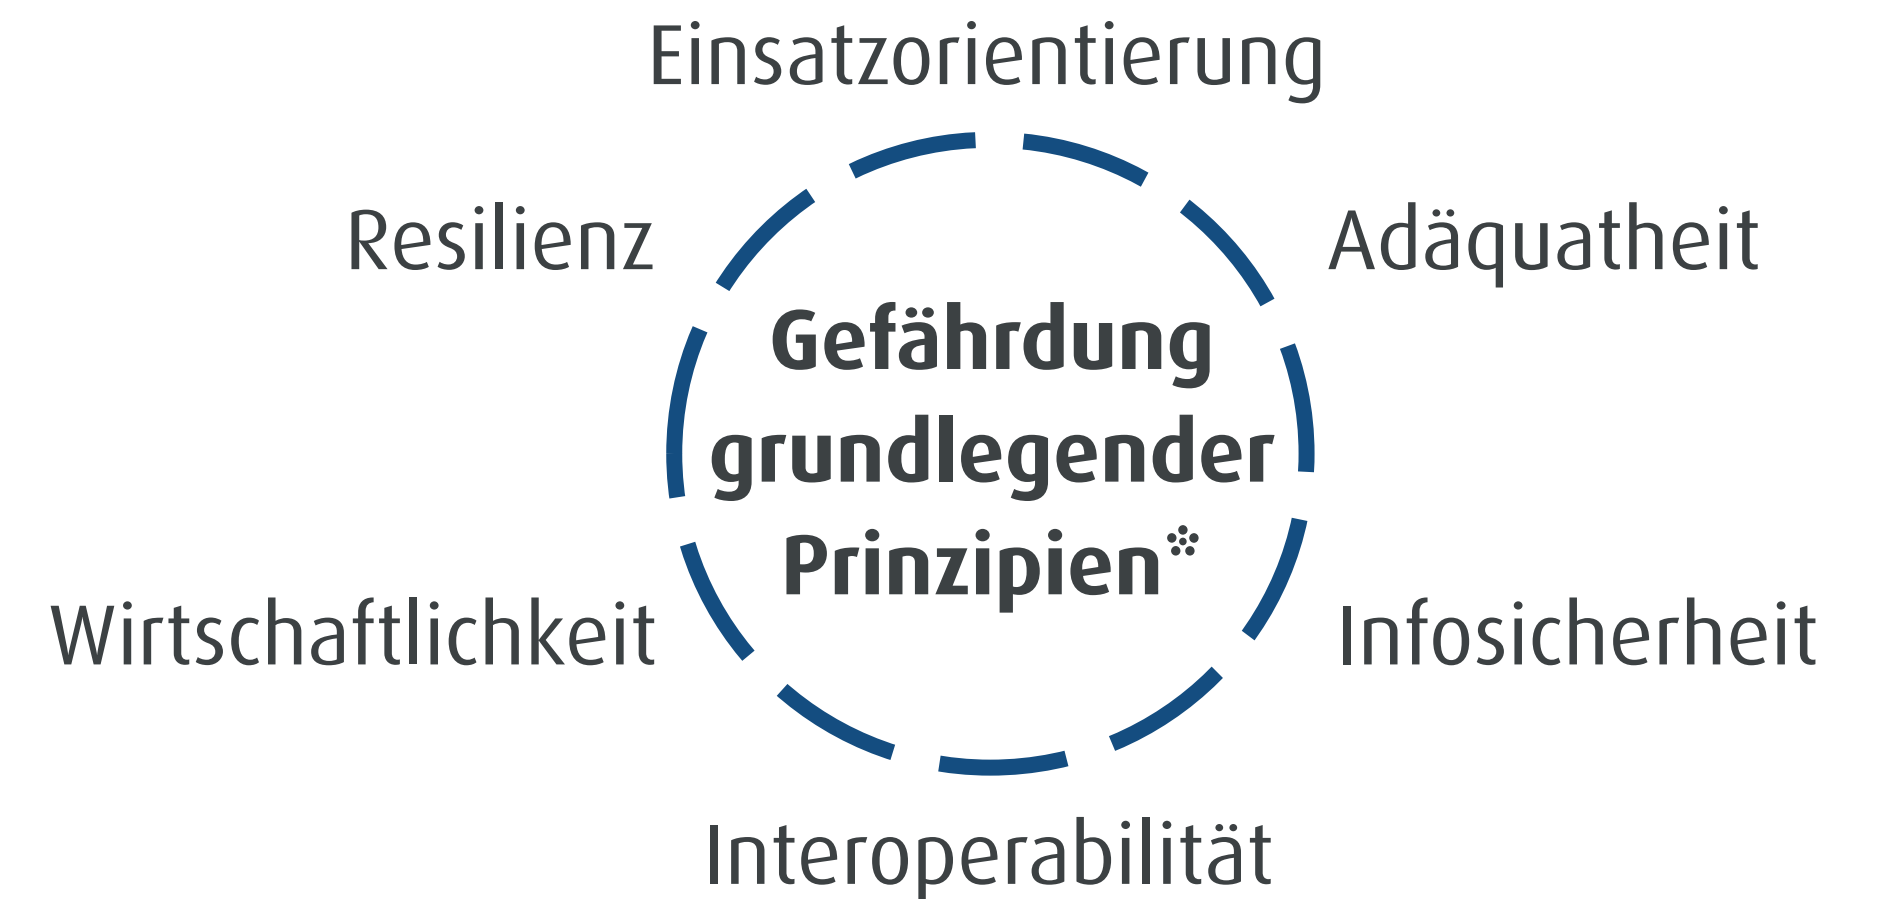 Einsatzorientierung
Resilienz
Adäquatheit
Gefährdung
grundlegender
Prinzipien*
Wirtschaftlichkeit
Infosicherheit
Interoperabilität